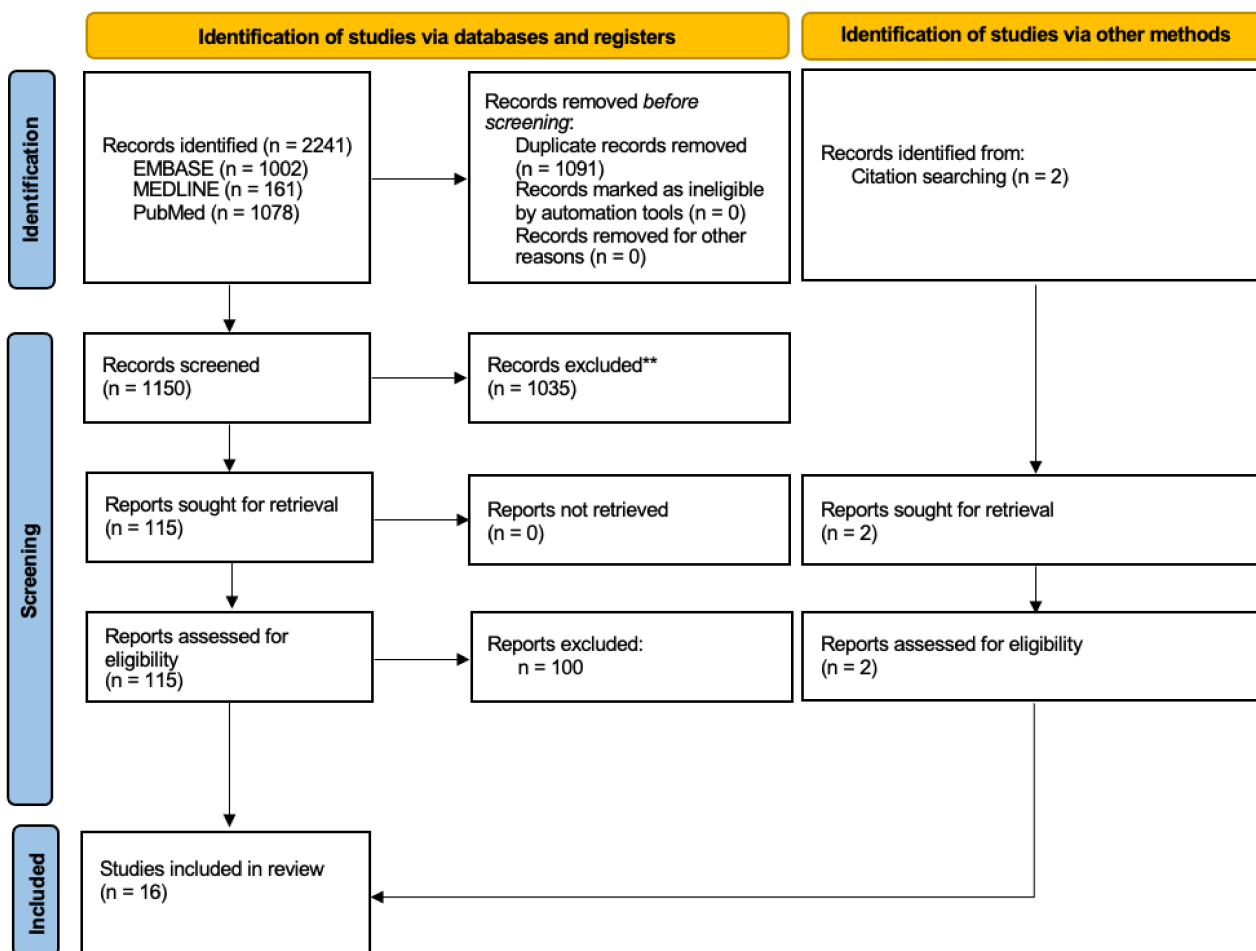 Identification of studies via databases and registers
Identification of studies via other methods
Identification
Records identified (n = 2241)
EMBASE (n = 1002)
MEDLINE (n = 161)
PubMed (n = 1078)
Records removed before
screening:
Duplicate records removed
(n = 1091)
Records marked as ineligible
by automation tools (n = 0)
Records removed for other
reasons (n = 0)
Records identified from:
Citation searching (n = 2)
Screening
Records screened
(n = 1150)
Records excluded**
(n = 1035)
Reports sought for retrieval
(n = 115)
Reports not retrieved
(n = 0)
Reports sought for retrieval
(n = 2)
Reports assessed for
eligibility
(n = 115)
Reports excluded:
n = 100
Reports assessed for eligibility
(n = 2)
Included
Studies included in review
(n = 16)